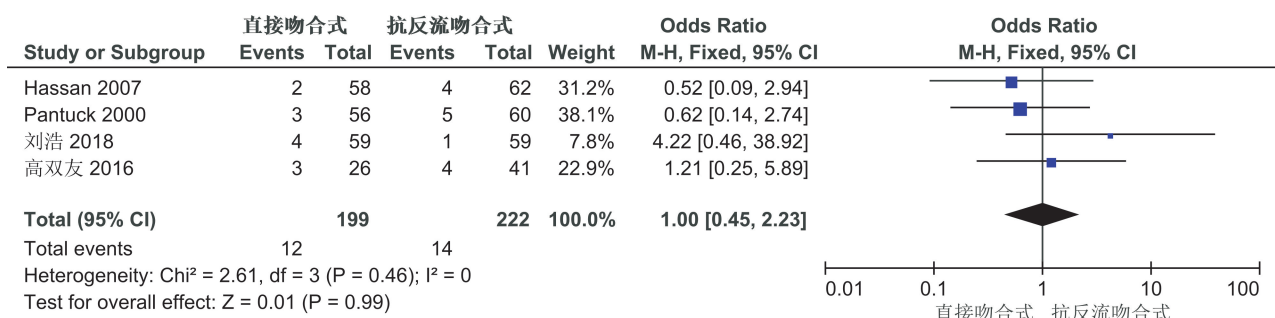 直接吻合式 抗反流吻合式 Odds Ratio Odds Ratio
Study or Subgroup Events Total Events Total Weight M-H, Fixed, 95% CI M-H, Fixed, 95% CI
Hassan 2007 2 58 4 62 31.2% 0.52 [0.09, 2.94]
Pantuck 2000 3 56 5 60 38.1% 0.62 [0.14, 2.74]
刘浩 2018 4 59 1 59 7.8% 4.22 [0.46, 38.92]
高双友 2016 3 26 4 41 22.9% 1.21 [0.25, 5.89]
Total (95% CI) 199 222 100.0% 1.00 [0.45, 2.23]
Total events 12 14
Heterogeneity: Chi² = 2.61, df = 3 (P = 0.46); I² = 0
Test for overall effect: Z = 0.01 (P = 0.99)
0.01 0.1 1 10 100
直接吻合式 抗反流吻合式